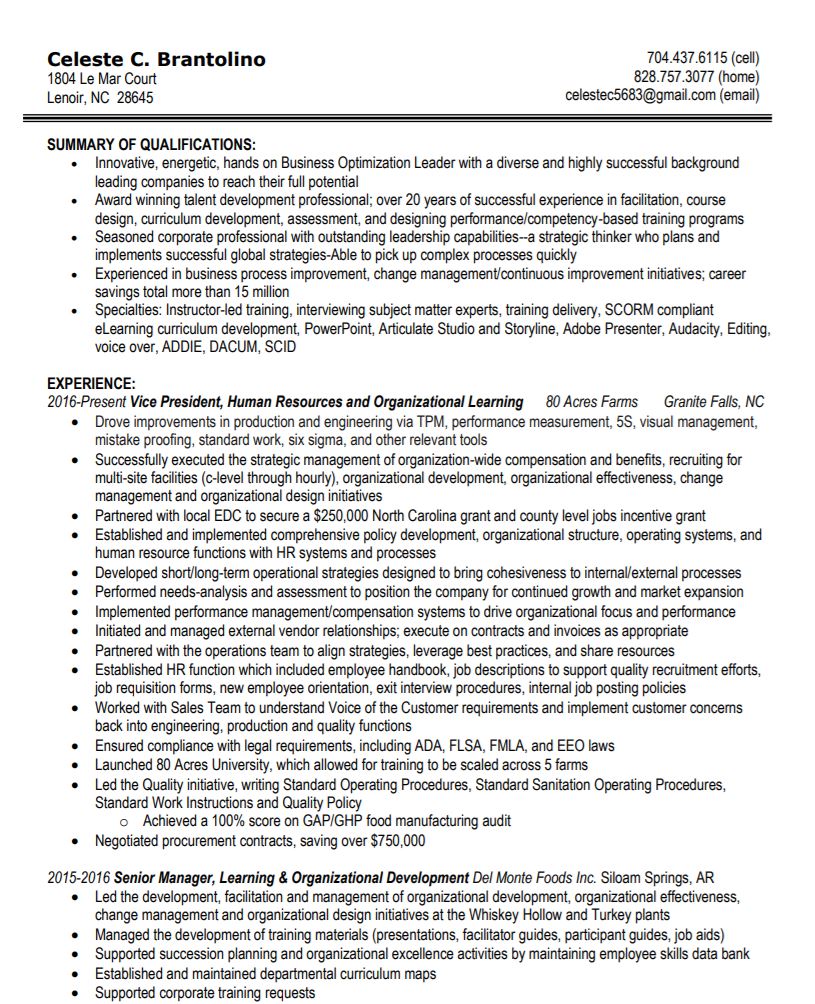 Celeste C. Brantolino
704.437.6115 (cell)
1804 Le Mar Court
828.757.3077 (home)
Lenoir, NC 28645
celestec5683@gmail.com (email)
SUMMARY OF QUALIFICATIONS:
• Innovative, energetic, hands on Business Optimization Leader with a diverse and highly successful background
leading companies to reach their full potential
• Award winning talent development professional; over 20 years of successful experience in facilitation, course
design, curriculum development, assessment, and designing performance/competency-based training programs
• Seasoned corporate professional with outstanding leadership capabilities--a strategic thinker who plans and
implements successful global strategies-Able to pick up complex processes quickly
• Experienced in business process improvement, change management/continuous improvement initiatives; career
savings total more than 15 million
• Specialties: Instructor-led training, interviewing subject matter experts, training delivery, SCORM compliant
eLearning curriculum development, PowerPoint, Articulate Studio and Storyline, Adobe Presenter, Audacity, Editing,
voice over, ADDIE, DACUM, SCID
EXPERIENCE:
2016-Present Vice President, Human Resources and Organizational Learning 80 Acres Farms Granite Falls, NC
• Drove improvements in production and engineering via TPM, performance measurement, 5S, visual management,
mistake proofing, standard work, six sigma, and other relevant tools
• Successfully executed the strategic management of organization-wide compensation and benefits, recruiting for
multi-site facilities (c-level through hourly), organizational development, organizational effectiveness, change
management and organizational design initiatives
• Partnered with local EDC to secure a $250,000 North Carolina grant and county level jobs incentive grant
• Established and implemented comprehensive policy development, organizational structure, operating systems, and
human resource functions with HR systems and processes
• Developed short/long-term operational strategies designed to bring cohesiveness to internal/external processes
• Performed needs-analysis and assessment to position the company for continued growth and market expansion
• Implemented performance management/compensation systems to drive organizational focus and performance
• Initiated and managed external vendor relationships; execute on contracts and invoices as appropriate
• Partnered with the operations team to align strategies, leverage best practices, and share resources
• Established HR function which included employee handbook, job descriptions to support quality recruitment efforts,
job requisition forms, new employee orientation, exit interview procedures, internal job posting policies
• Worked with Sales Team to understand Voice of the Customer requirements and implement customer concerns
back into engineering, production and quality functions
• Ensured compliance with legal requirements, including ADA, FLSA, FMLA, and EEO laws
• Launched 80 Acres University, which allowed for training to be scaled across 5 farms
• Led the Quality initiative, writing Standard Operating Procedures, Standard Sanitation Operating Procedures,
Standard Work Instructions and Quality Policy
o Achieved a 100% score on GAP/GHP food manufacturing audit
• Negotiated procurement contracts, saving over $750,000
2015-2016 Senior Manager, Learning & Organizational Development Del Monte Foods Inc. Siloam Springs, AR
• Led the development, facilitation and management of organizational development, organizational effectiveness,
change management and organizational design initiatives at the Whiskey Hollow and Turkey plants
• Managed the development of training materials (presentations, facilitator guides, participant guides, job aids)
• Supported succession planning and organizational excellence activities by maintaining employee skills data bank
• Established and maintained departmental curriculum maps
• Supported corporate training requests